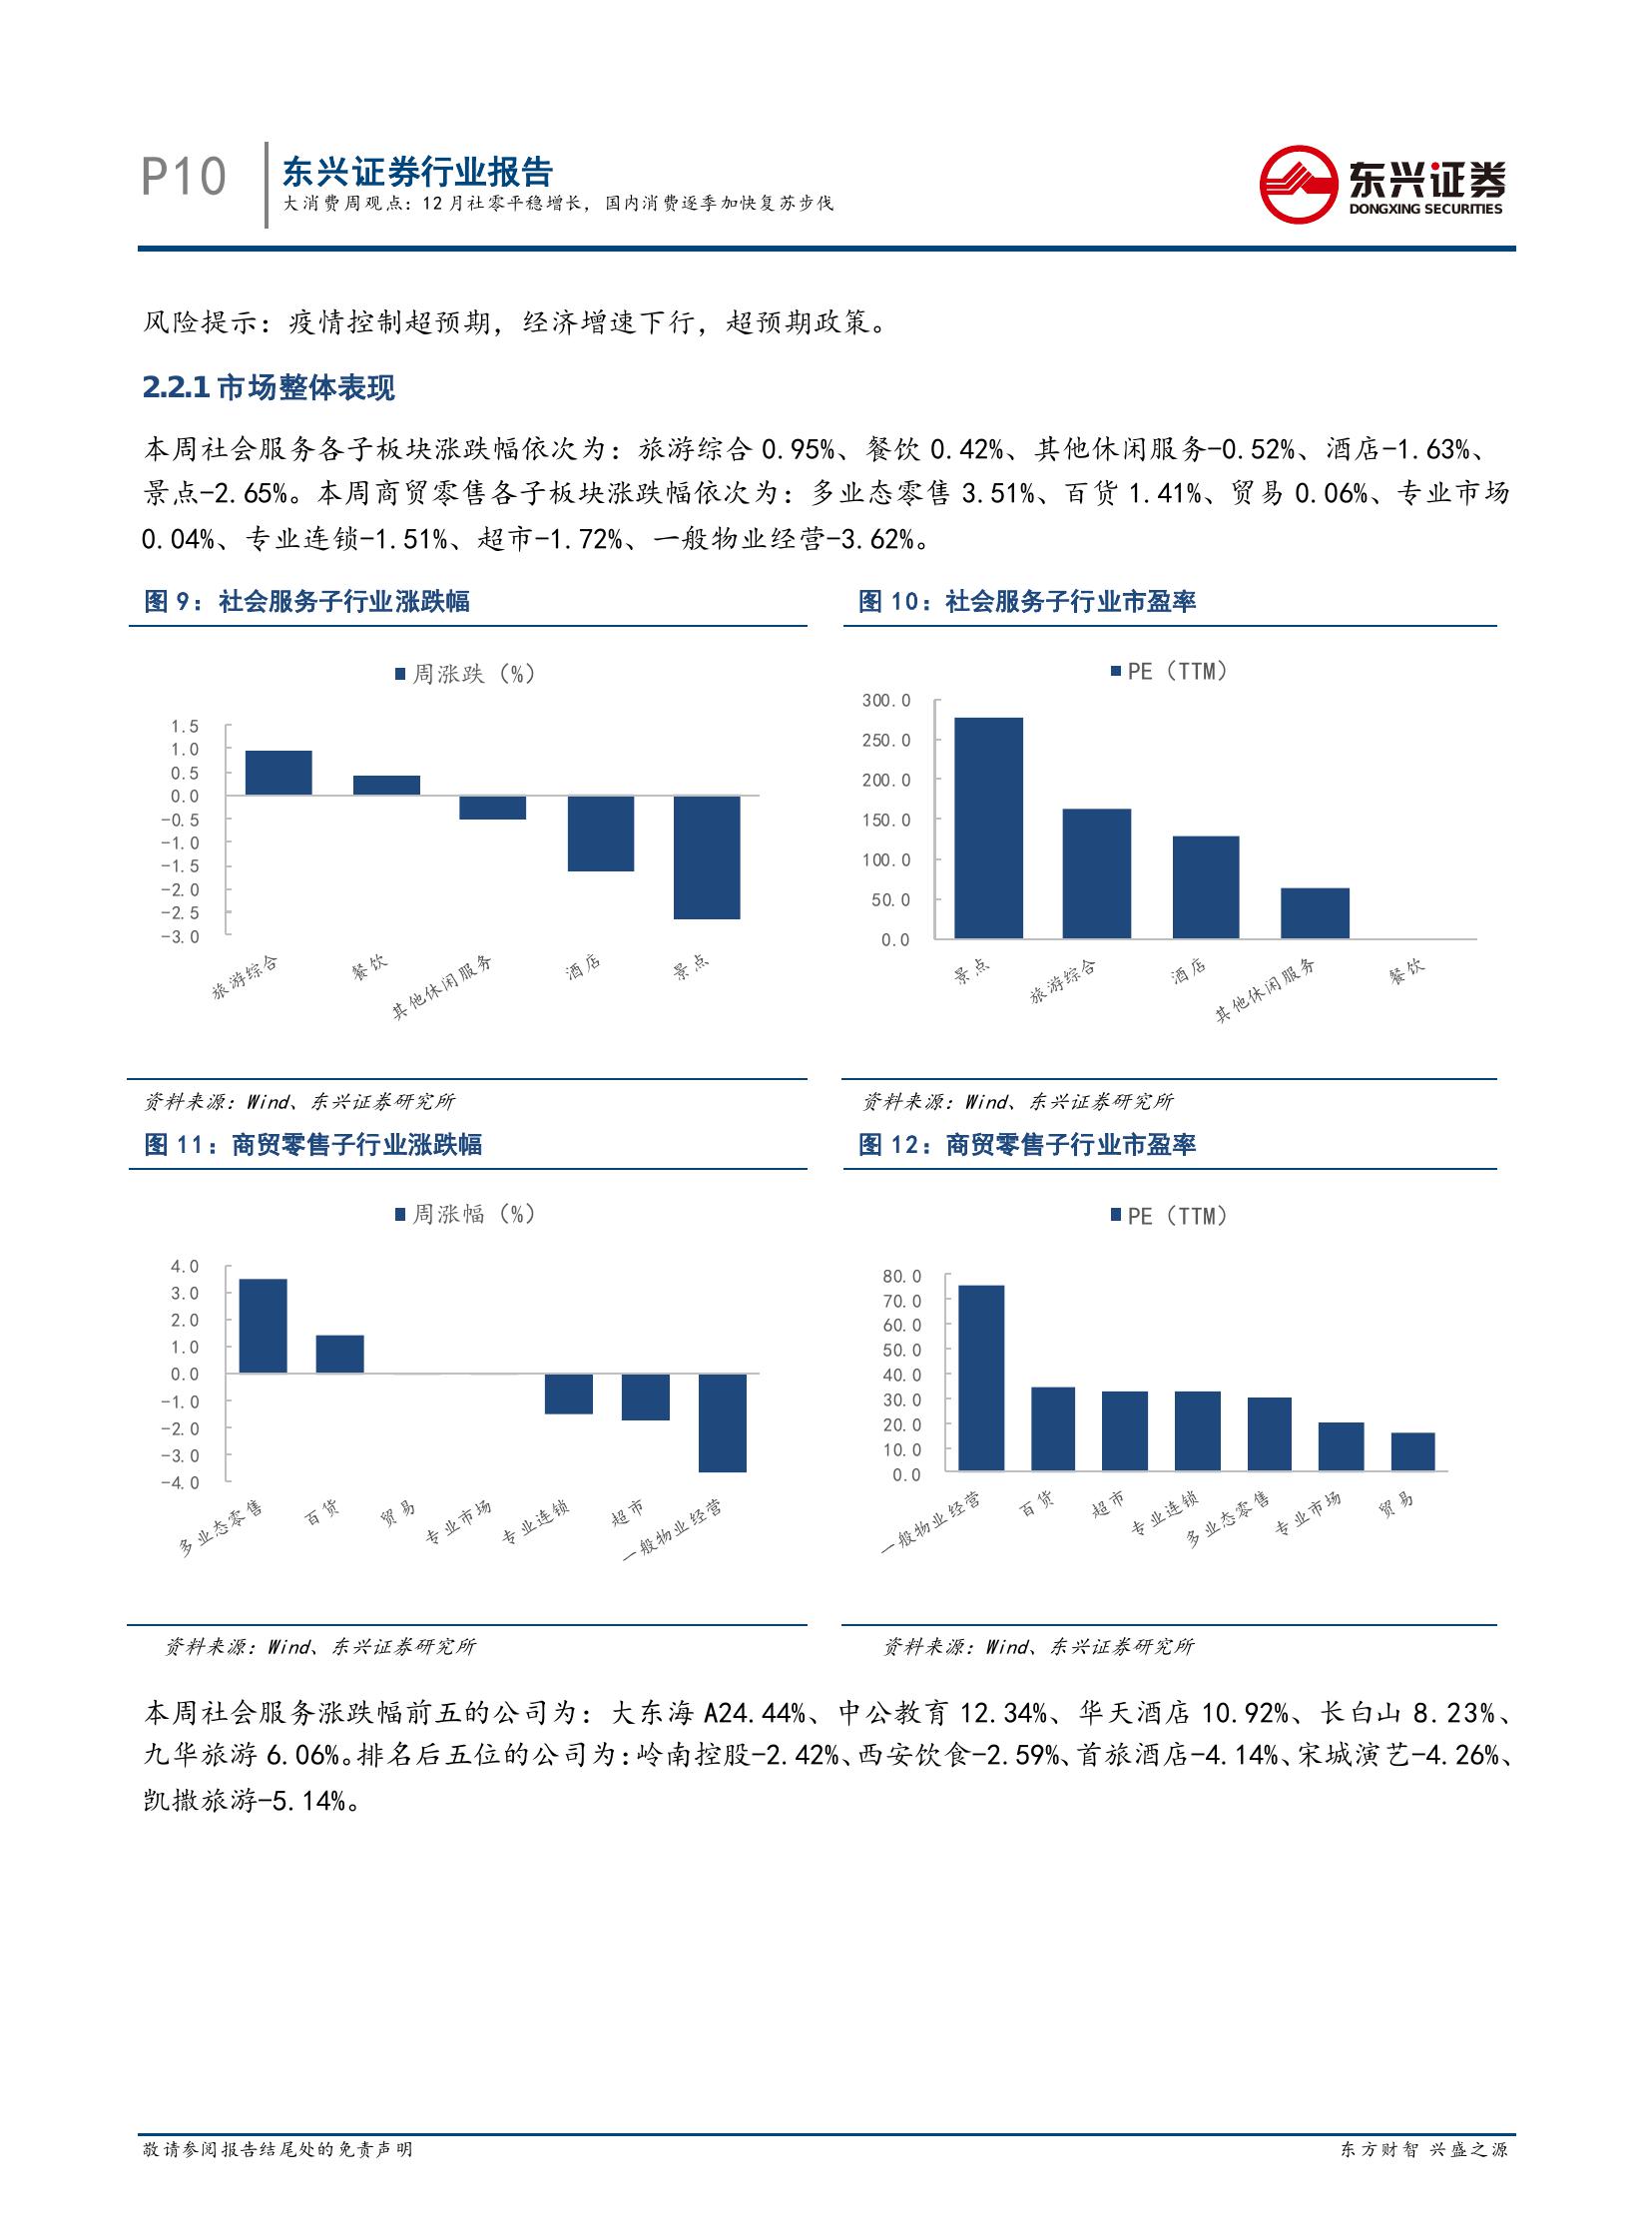 P10
东兴证券行业报告
大消费周观点：12月社零平稳增长，国内消费逐季加快复苏步伐
东兴证券
DONGXING SECURITIES
风险提示：疫情控制超预期，经济增速下行，超预期政策。
2.2.1 市场整体表现
本周社会服务各子板块涨跌幅依次为：旅游综合 0.95%、餐饮 0.42%、其他休闲服务-0.52%、酒店-1.63%、
景点-2.65%。本周商贸零售各子板块涨跌幅依次为：多业态零售 3.51%、百货 1.41%、贸易 0.06%、专业市场
0.04%、专业连锁-1.51%、超市-1.72%、一般物业经营-3.62%。
图 9：社会服务子行业涨跌幅
周涨跌（%）
1.5
1.0
0.5
0.0
-0.5
-1.0
-1.5
-2.0
-2.5
-3.0
旅游综合
餐饮
其他休闲服务
酒店
景点
资料来源：Wind、东兴证券研究所
图 10：社会服务子行业市盈率
PE（TTM）
300.0
250.0
200.0
150.0
100.0
50.0
0.0
景点
旅游综合
酒店
其他休闲服务
餐饮
资料来源：Wind、东兴证券研究所
图 11：商贸零售子行业涨跌幅
周涨幅（%）
4.0
3.0
2.0
1.0
0.0
-1.0
-2.0
-3.0
-4.0
多业态零售
百货
贸易
专业市场
专业连锁
超市
一般物业经营
资料来源：Wind、东兴证券研究所
图 12：商贸零售子行业市盈率
PE（TTM）
80.0
70.0
60.0
50.0
40.0
30.0
20.0
10.0
0.0
一般物业经营
百货
超市
专业连锁
多业态零售
专业市场
贸易
资料来源：Wind、东兴证券研究所
本周社会服务涨跌幅前五的公司为：大东海 A24.44%、中公教育 12.34%、华天酒店 10.92%、长白山 8.23%、
九华旅游 6.06%。排名后五位的公司为：岭南控股-2.42%、西安饮食-2.59%、首旅酒店-4.14%、宋城演艺-4.26%、
凯撒旅游-5.14%。
敬请参阅报告结尾处的免责声明
东方财智 兴盛之源